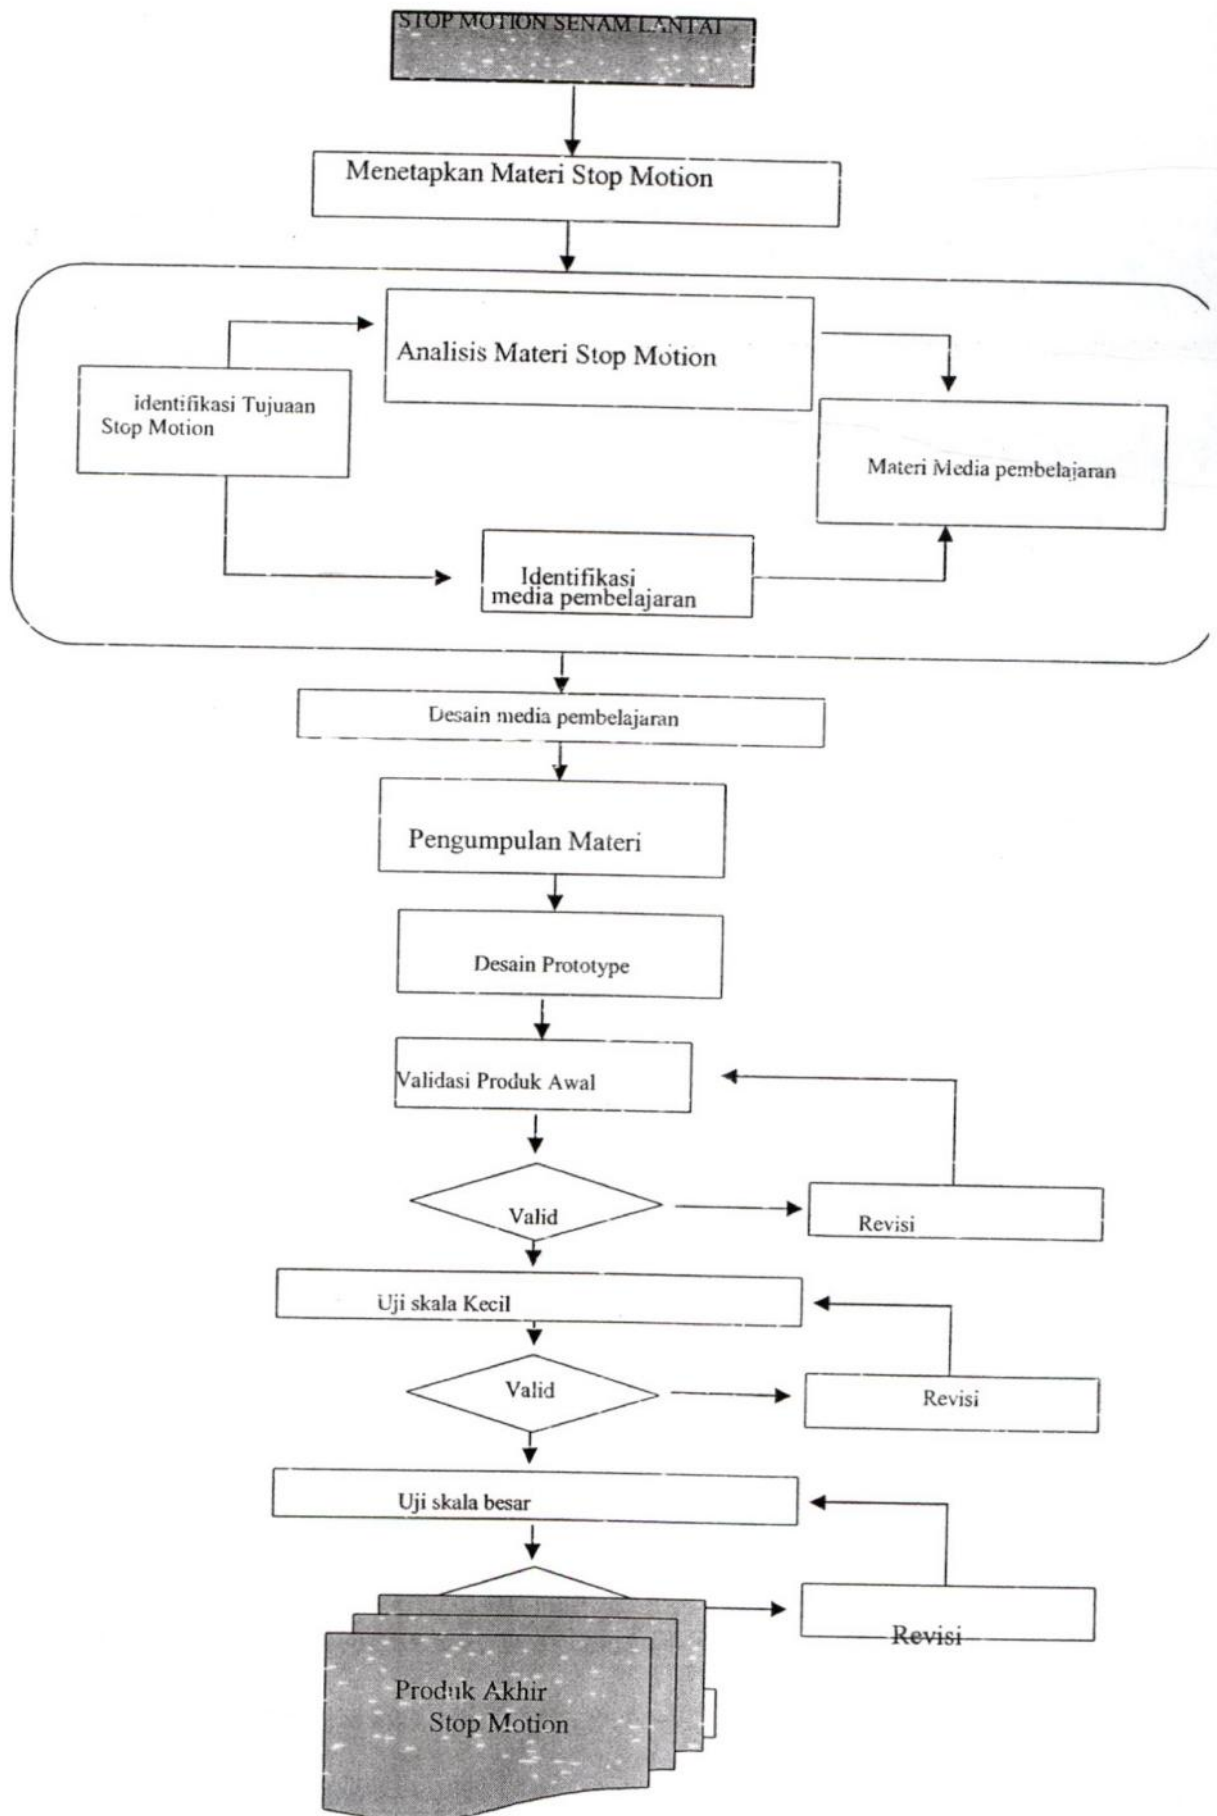 STOP MOTION SENAM LANTAI
Menetapkan Materi Stop Motion
Analisis Materi Stop Motion
identifikasi Tujuaan
Stop Motion
Materi Media pembelajaran
Identifikasi
media pembelajaran
Desain media pembelajaran
Pengumpulan Materi
Desain Prototype
Validasi Produk Awal
Valid
Revisi
Uji skala Kecil
Valid
Revisi
Uji skala besar
Revisi
Produk Akhir
Stop Motion